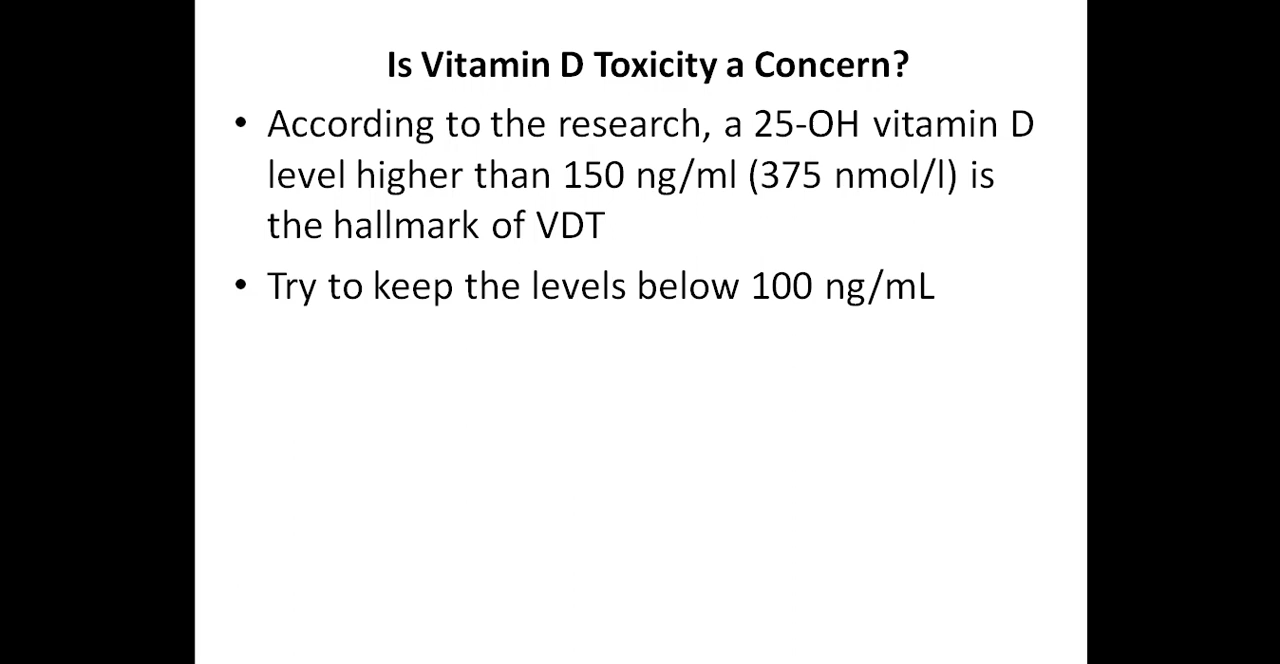 Is Vitamin D Toxicity a Concern?
• According to the research, a 25-OH vitamin D
level higher than 150 ng/ml (375 nmol/l) is
the hallmark of VDT
• Try to keep the levels below 100 ng/mL